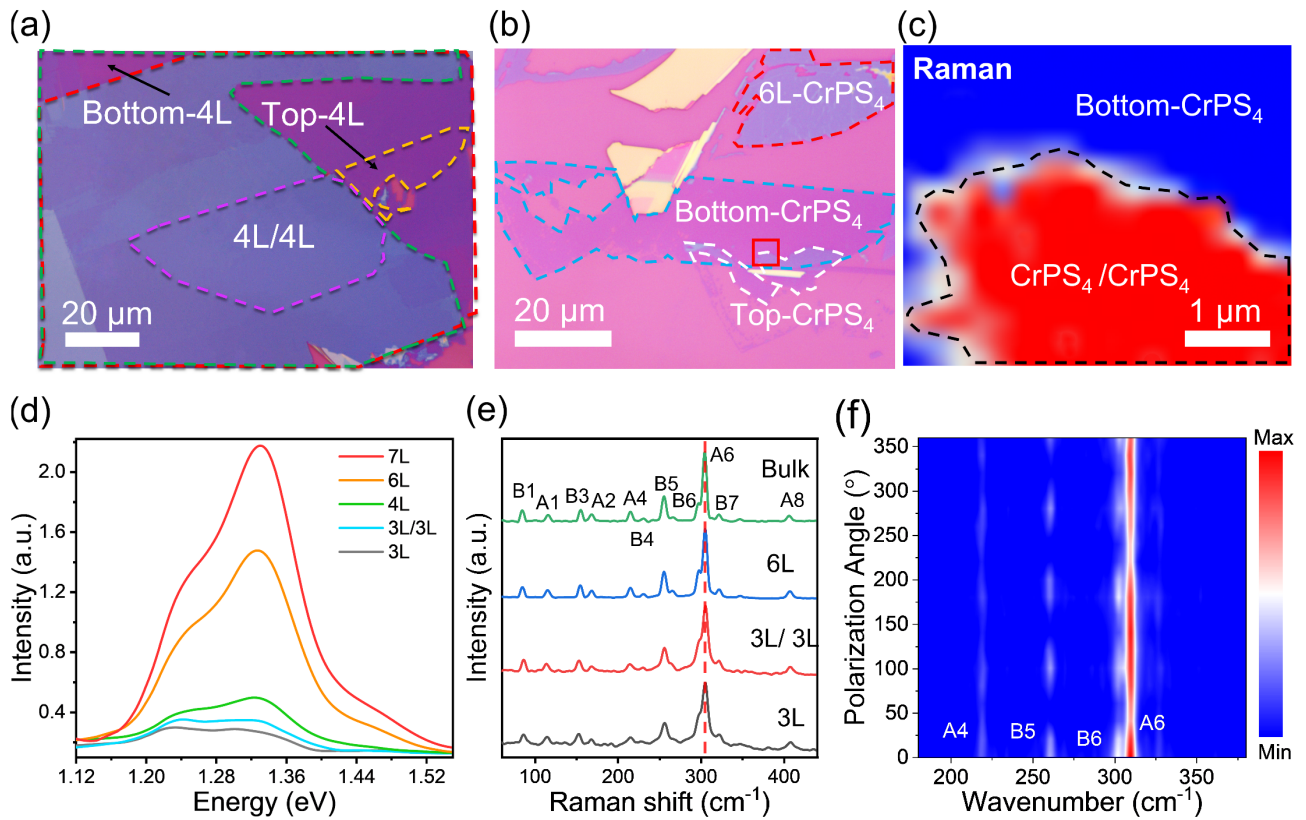 (a)
Bottom-4L
Top-4L
4L/4L
20 μm
(b)
6L-CrPS₄
Bottom-CrPS₄
Top-CrPS₄
20 μm
(c)
Raman
Bottom-CrPS₄
CrPS₄ /CrPS₄
1 μm
(d)
Intensity (a.u.)
2.0
1.6
1.2
0.8
0.4
7L
6L
4L
3L/3L
3L
1.12 1.20 1.28 1.36 1.44 1.52
Energy (eV)
(e)
Intensity (a.u.)
B1 A1 B3 A2 A4 B4 B5 B6 A6 B7 A8
Bulk
6L
3L/ 3L
3L
100 200 300 400
Raman shift (cm⁻¹)
(f)
Polarization Angle (°)
350
300
250
200
150
100
50
0
A4 B5 B6 A6
200 250 300 350
Wavenumber (cm⁻¹)
Max
Min